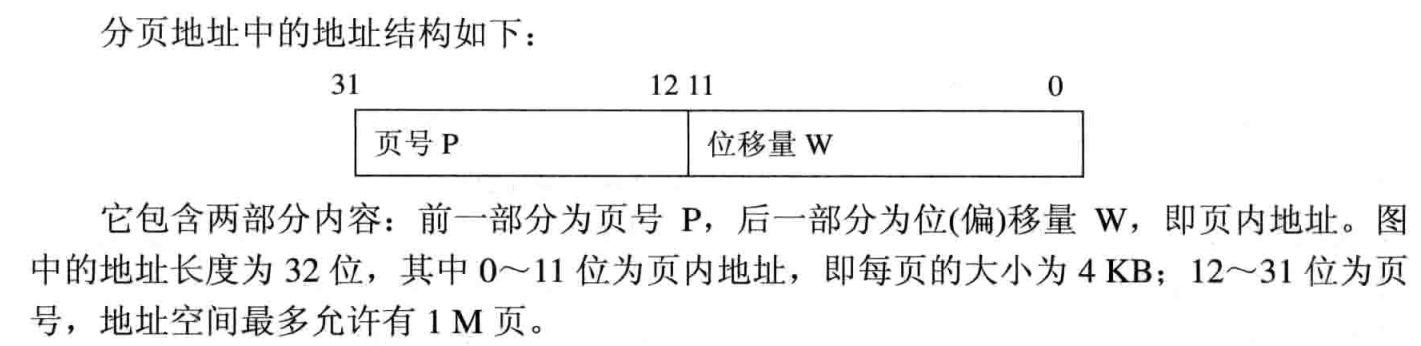 分页地址中的地址结构如下：
31 12 11 0
页号 P 位移量 W
它包含两部分内容：前一部分为页号 P，后一部分为位(偏)移量 W，即页内地址。图
中的地址长度为 32 位，其中 0～11 位为页内地址，即每页的大小为 4 KB；12～31 位为页
号，地址空间最多允许有 1 M 页。